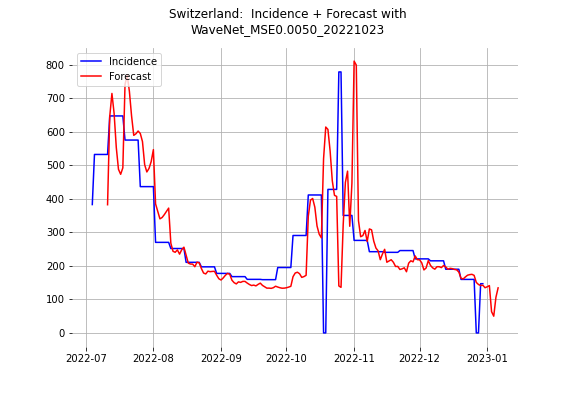 Switzerland:  Incidence + Forecast with
WaveNet_MSE0.0050_20221023
Incidence
Forecast
800
700
600
500
400
300
200
100
0
2022-07 2022-08 2022-09 2022-10 2022-11 2022-12 2023-01